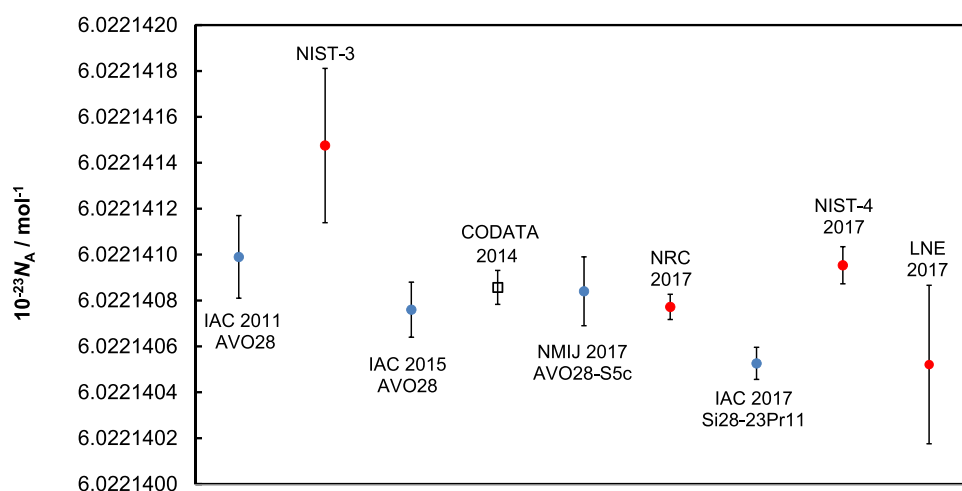 10⁻²³N_A / mol⁻¹
6.0221420
6.0221418
6.0221416
6.0221414
6.0221412
6.0221410
6.0221408
6.0221406
6.0221404
6.0221402
6.0221400
IAC 2011
AVO28
NIST-3
IAC 2015
AVO28
CODATA
2014
NMIJ 2017
AVO28-S5c
NRC
2017
IAC 2017
Si28-23Pr11
NIST-4
2017
LNE
2017